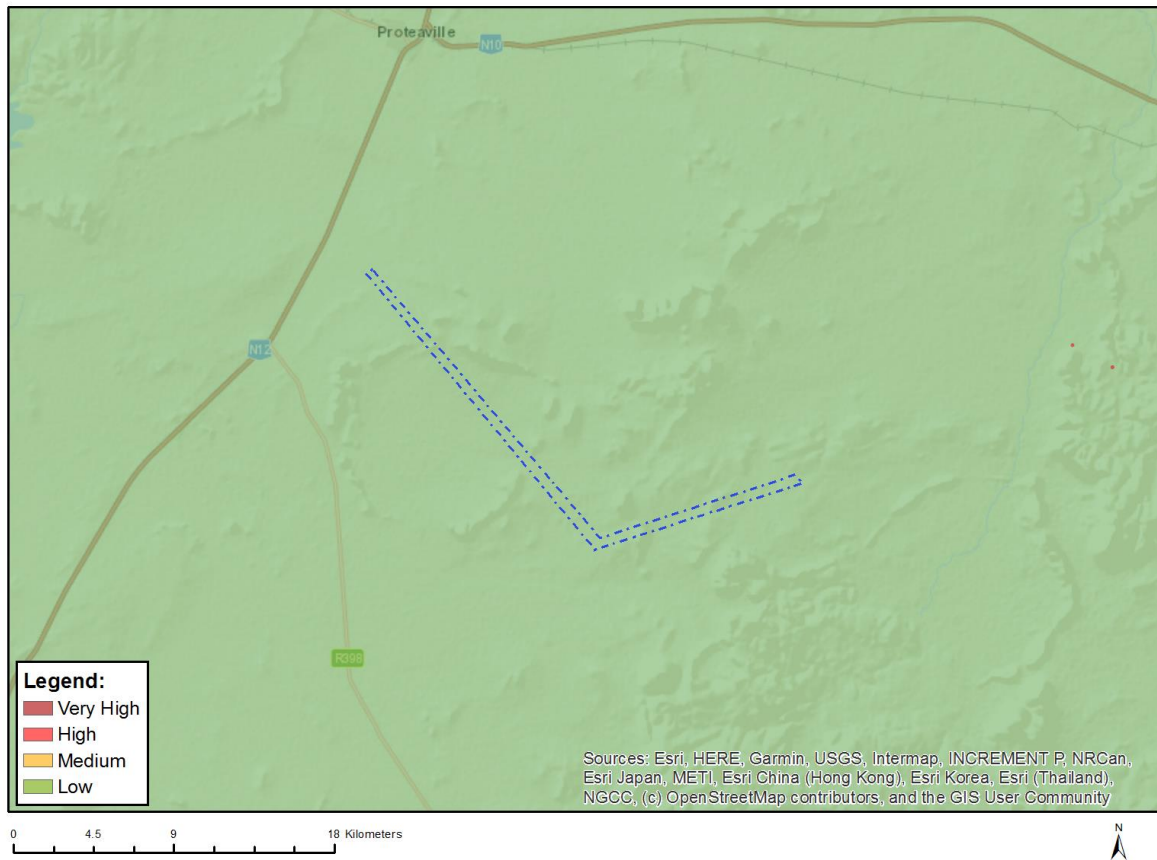 Proteaville
N10
N12
R398
Legend:
Very High
High
Medium
Low
Sources: Esri, HERE, Garmin, USGS, Intermap, INCREMENT P, NRCan,
Esri Japan, METI, Esri China (Hong Kong), Esri Korea, Esri (Thailand),
NGCC, (c) OpenStreetMap contributors, and the GIS User Community
0 4.5 9 18 Kilometers
N